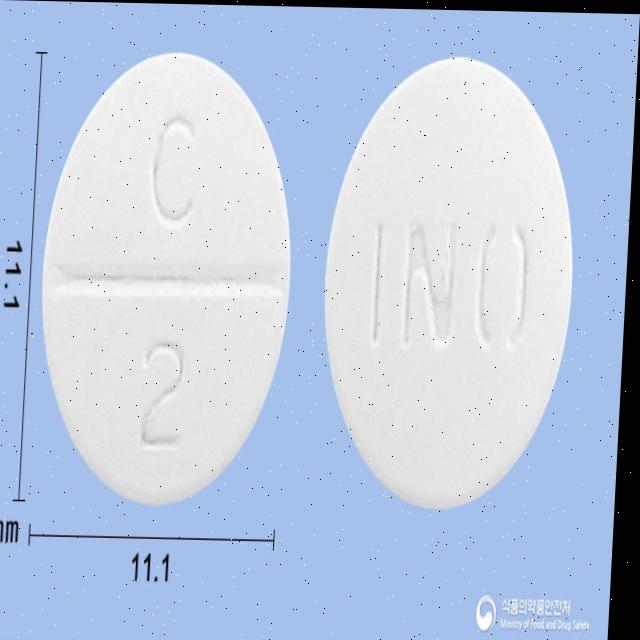 C
2
INO
11.1
mm
11.1
식품의약품안전처
Ministry of Food and Drug Safety